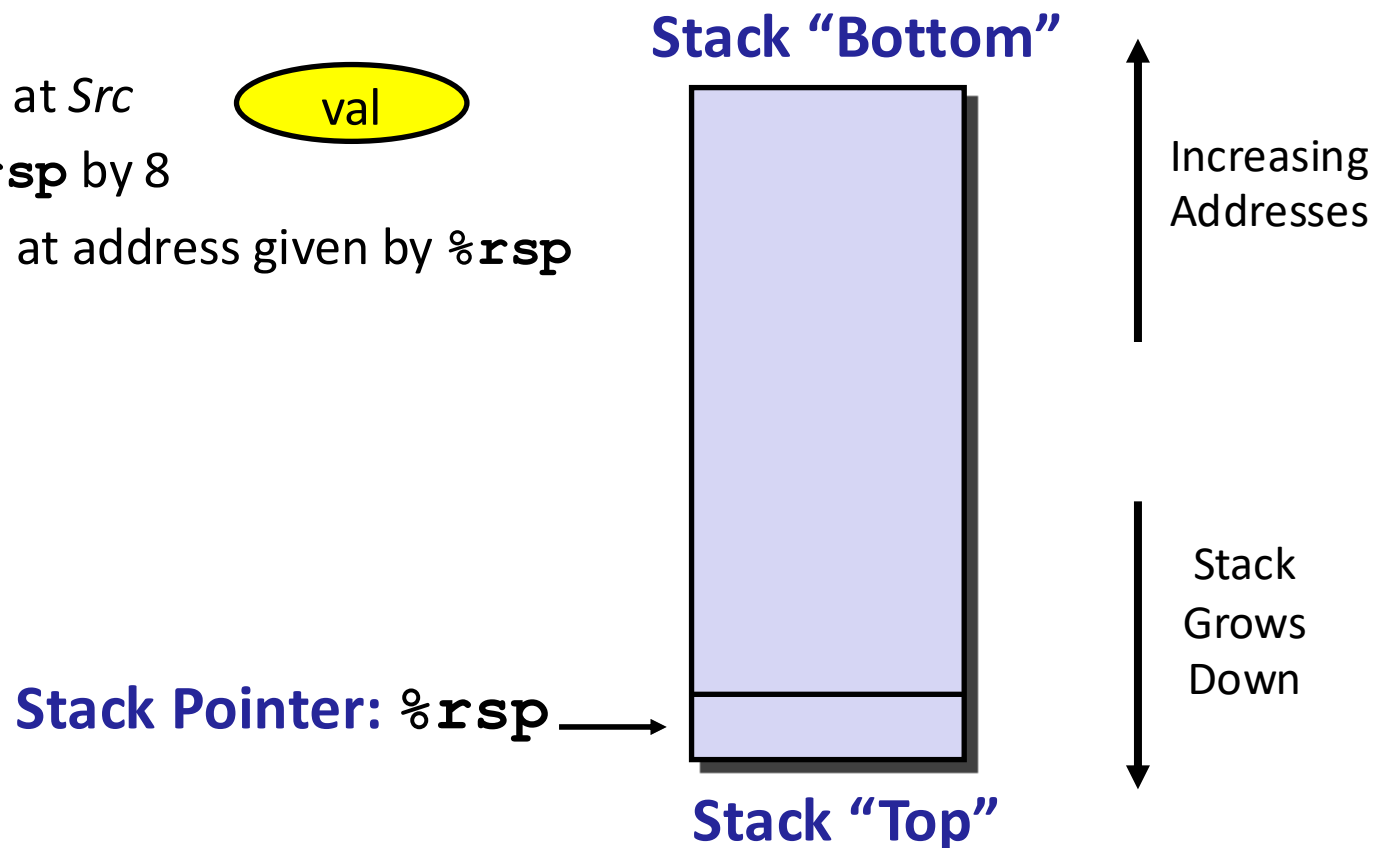 Stack “Bottom”
at Src
val
rsp by 8
at address given by %rsp
Increasing
Addresses
Stack
Grows
Down
Stack Pointer: %rsp
Stack “Top”